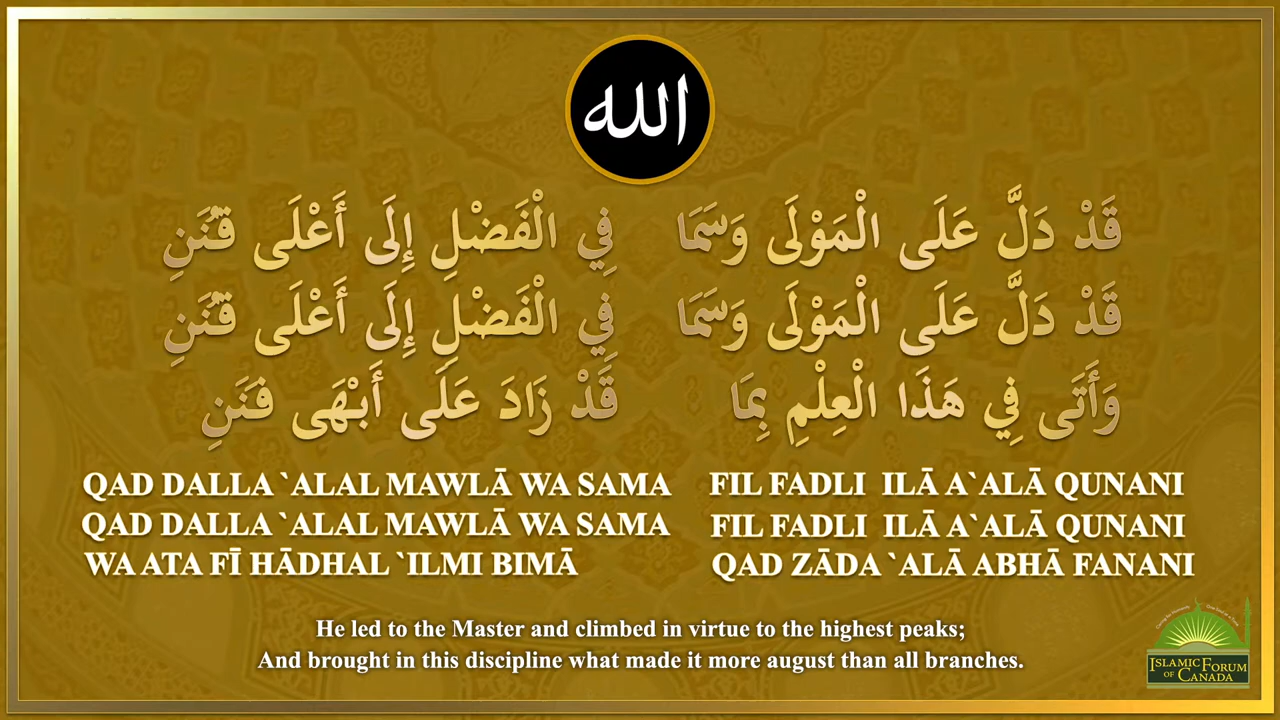 الله
قَدْ دَلَّ عَلَى الْمَوْلَى وَسَمَا فِي الْفَضْلِ إِلَى أَعْلَى قُنَنِ
قَدْ دَلَّ عَلَى الْمَوْلَى وَسَمَا فِي الْفَضْلِ إِلَى أَعْلَى قُنَنِ
وَأَتَى فِي هَذَا الْعِلْمِ بِمَا قَدْ زَادَ عَلَى أَبْهَى فَنَنِ
QAD DALLA `ALAL MAWLĀ WA SAMA FIL FADLI ILĀ A`ALĀ QUNANI
QAD DALLA `ALAL MAWLĀ WA SAMA FIL FADLI ILĀ A`ALĀ QUNANI
WA ATA FĪ HĀDHAL `ILMI BIMĀ QAD ZĀDA `ALĀ ABHĀ FANANI
He led to the Master and climbed in virtue to the highest peaks;
And brought in this discipline what made it more august than all branches.
ISLAMIC FORUM
OF CANADA